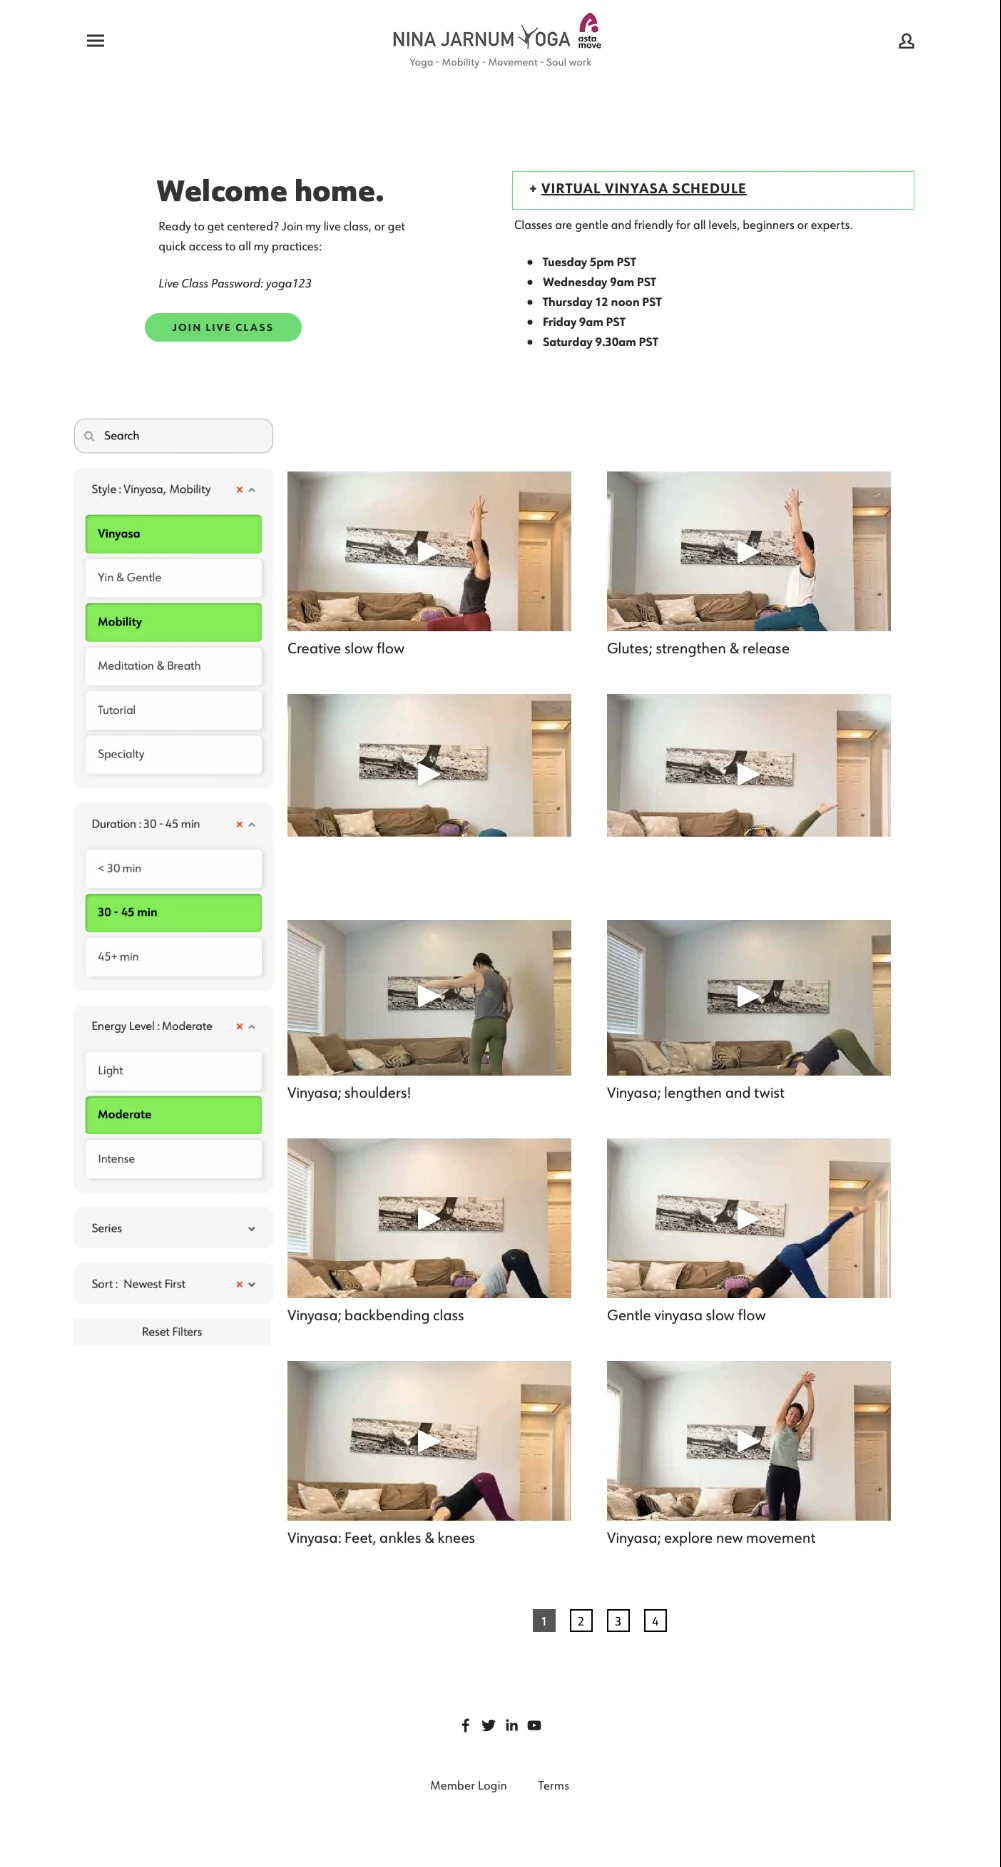 NINA JARNUM YOGA
asta
move
Yoga - Mobility - Movement - Soul work
Welcome home.
Ready to get centered? Join my live class, or get
quick access to all my practices:
Live Class Password: yoga123
JOIN LIVE CLASS
+ VIRTUAL VINYASA SCHEDULE
Classes are gentle and friendly for all levels, beginners or experts.
• Tuesday 5pm PST
• Wednesday 9am PST
• Thursday 12 noon PST
• Friday 9am PST
• Saturday 9.30am PST
Search
Style : Vinyasa, Mobility × 
Vinyasa
Yin & Gentle
Mobility
Meditation & Breath
Tutorial
Specialty
Duration : 30 - 45 min ×
< 30 min
30 - 45 min
45+ min
Energy Level : Moderate ×
Light
Moderate
Intense
Series
Sort : Newest First ×
Reset Filters
Creative slow flow
Glutes; strengthen & release
Vinyasa; shoulders!
Vinyasa; lengthen and twist
Vinyasa; backbending class
Gentle vinyasa slow flow
Vinyasa: Feet, ankles & knees
Vinyasa; explore new movement
1 2 3 4
Member Login Terms